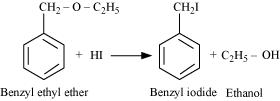 CH₂ – O – C₂H₅ CH₂I
+ HI + C₂H₅ – OH
Benzyl ethyl ether Benzyl iodide Ethanol